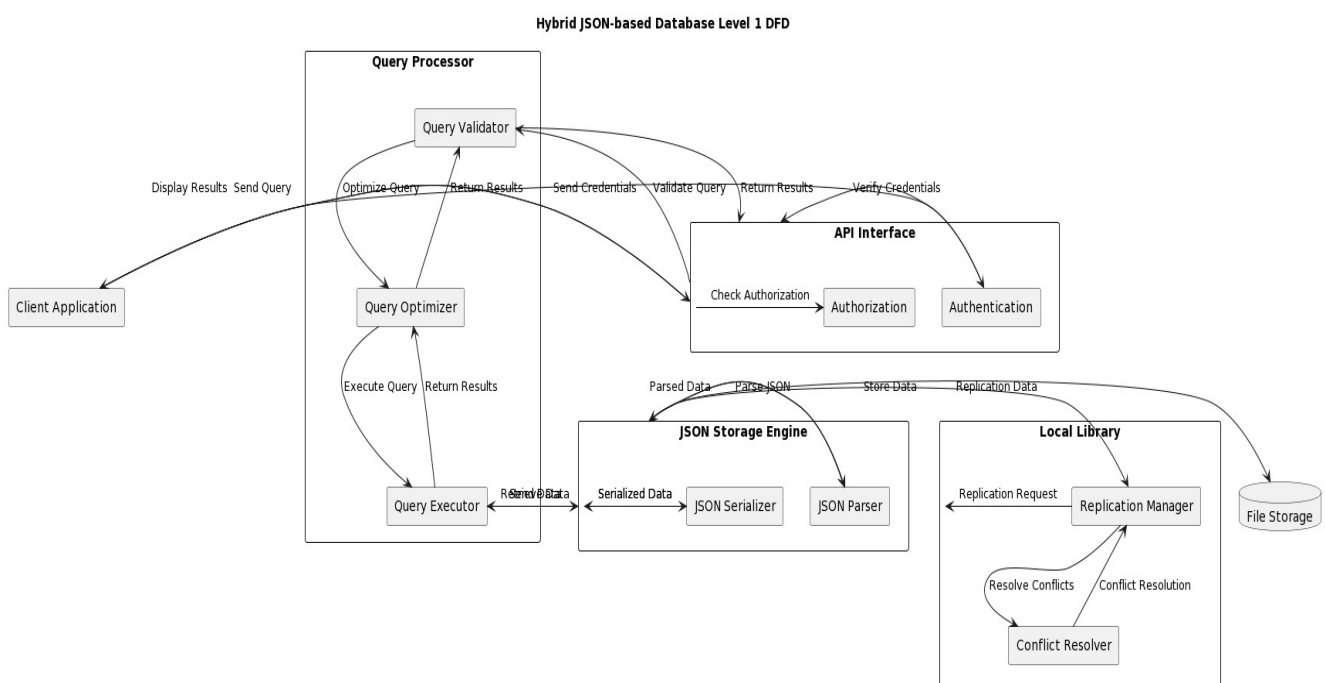 Hybrid JSON-based Database Level 1 DFD
Query Processor
Query Validator
Display Results Send Query Optimize Query Return Results Send Credentials Validate Query Return Results Verify Credentials
API Interface
Check Authorization
Client Application Query Optimizer Authorization Authentication
Execute Query Return Results Parsed Data Parse JSON Store Data Replication Data
JSON Storage Engine Local Library
Send Data Serialized Data Replication Request
Query Executor JSON Serializer JSON Parser Replication Manager File Storage
Resolve Conflicts Conflict Resolution
Conflict Resolver